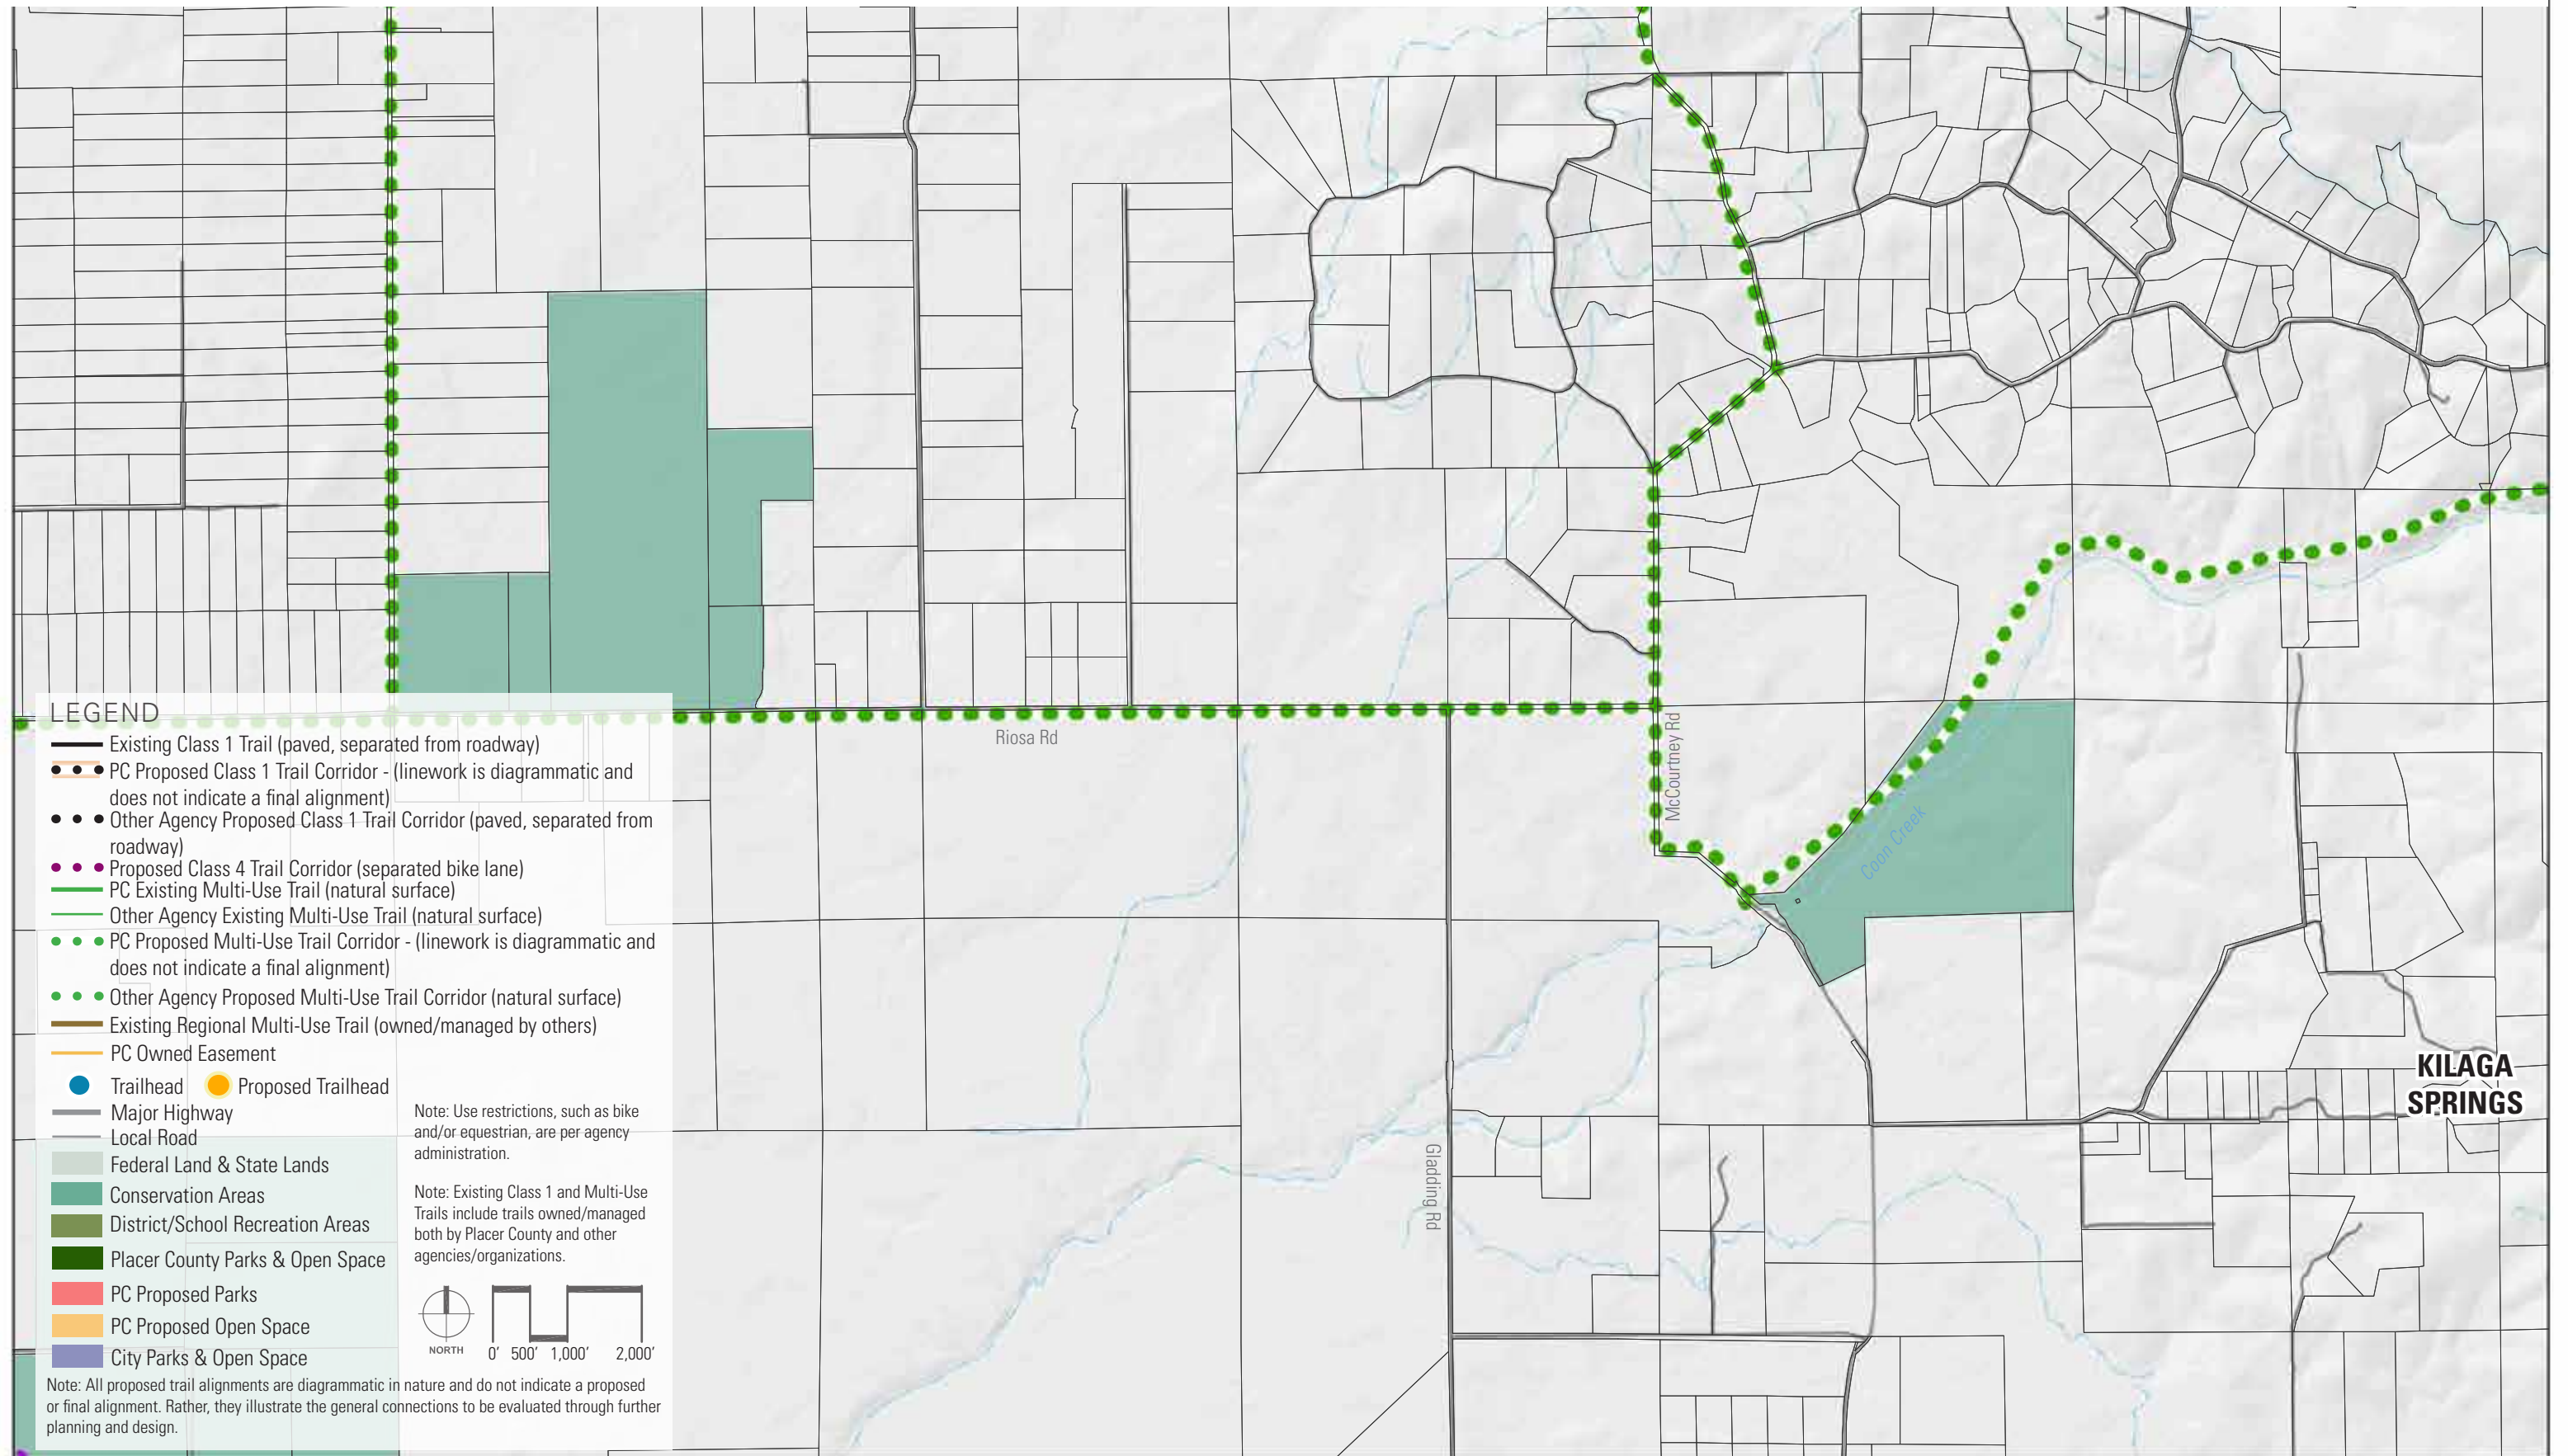 Riosa Rd
McCourtney Rd
Coon Creek
Gladding Rd
KILAGA
SPRINGS
LEGEND
Existing Class 1 Trail (paved, separated from roadway)
PC Proposed Class 1 Trail Corridor - (linework is diagrammatic and
does not indicate a final alignment)
Other Agency Proposed Class 1 Trail Corridor (paved, separated from
roadway)
Proposed Class 4 Trail Corridor (separated bike lane)
PC Existing Multi-Use Trail (natural surface)
Other Agency Existing Multi-Use Trail (natural surface)
PC Proposed Multi-Use Trail Corridor - (linework is diagrammatic and
does not indicate a final alignment)
Other Agency Proposed Multi-Use Trail Corridor (natural surface)
Existing Regional Multi-Use Trail (owned/managed by others)
PC Owned Easement
Trailhead Proposed Trailhead
Major Highway
Local Road
Federal Land & State Lands
Conservation Areas
District/School Recreation Areas
Placer County Parks & Open Space
PC Proposed Parks
PC Proposed Open Space
City Parks & Open Space
Note: Use restrictions, such as bike
and/or equestrian, are per agency
administration.
Note: Existing Class 1 and Multi-Use
Trails include trails owned/managed
both by Placer County and other
agencies/organizations.
NORTH
0' 500' 1,000' 2,000'
Note: All proposed trail alignments are diagrammatic in nature and do not indicate a proposed
or final alignment. Rather, they illustrate the general connections to be evaluated through further
planning and design.